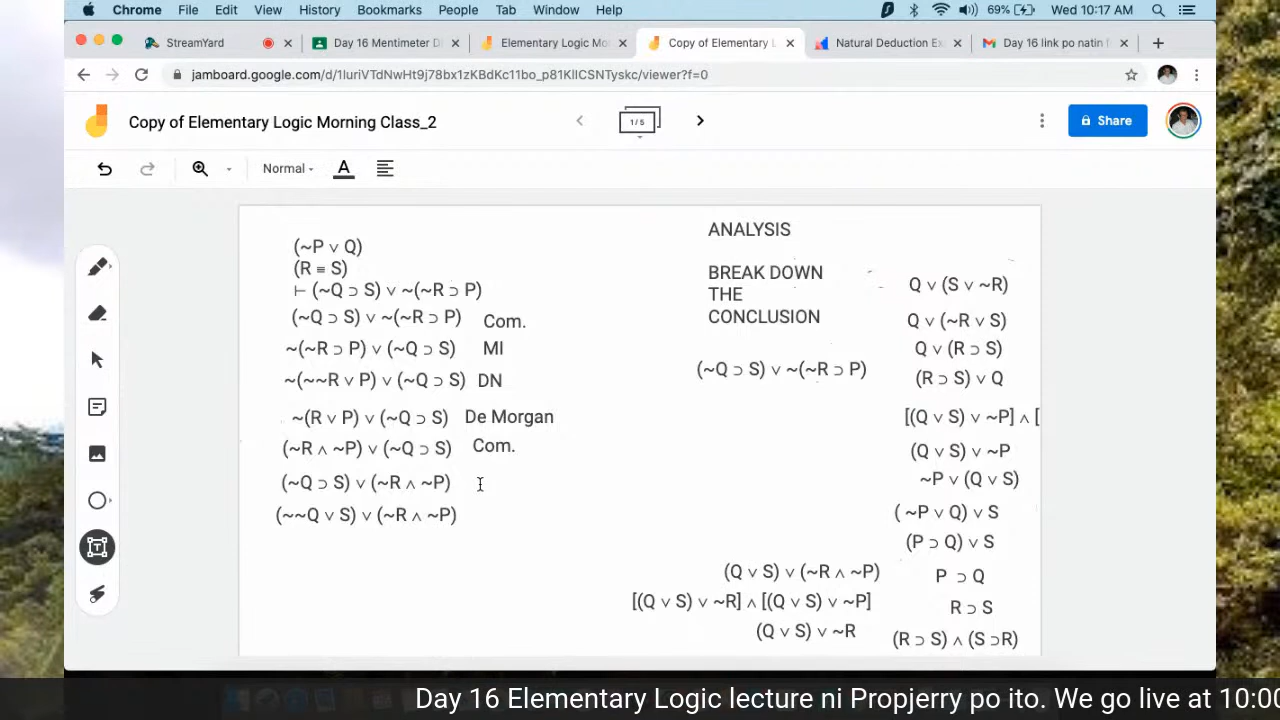 Chrome File Edit View History Bookmarks People Tab Window Help 69% Wed 10:17 AM
StreamYard
Day 16 Mentimeter D
Elementary Logic Mo
Copy of Elementary L
Natural Deduction Ex
Day 16 link po natin
jamboard.google.com/d/1luriVTdNwHt9j78bx1zKBdKc11bo_p81KlICSNTyskc/viewer?f=0
Copy of Elementary Logic Morning Class_2
1/5
Share
Normal
A
(~P ∨ Q)
(R ≡ S)
⊢ (~Q ⊃ S) ∨ ~(~R ⊃ P)
(~Q ⊃ S) ∨ ~(~R ⊃ P) Com.
~(~R ⊃ P) ∨ (~Q ⊃ S) MI
~(~~R ∨ P) ∨ (~Q ⊃ S) DN
~(R ∨ P) ∨ (~Q ⊃ S) De Morgan
(~R ∧ ~P) ∨ (~Q ⊃ S) Com.
(~Q ⊃ S) ∨ (~R ∧ ~P)
(~~Q ∨ S) ∨ (~R ∧ ~P)
ANALYSIS
BREAK DOWN
THE
CONCLUSION
(~Q ⊃ S) ∨ ~(~R ⊃ P)
(Q ∨ S) ∨ (~R ∧ ~P)
[(Q ∨ S) ∨ ~R] ∧ [(Q ∨ S) ∨ ~P]
(Q ∨ S) ∨ ~R
Q ∨ (S ∨ ~R)
Q ∨ (~R ∨ S)
Q ∨ (R ⊃ S)
(R ⊃ S) ∨ Q
[(Q ∨ S) ∨ ~P] ∧ [
(Q ∨ S) ∨ ~P
~P ∨ (Q ∨ S)
( ~P ∨ Q) ∨ S
(P ⊃ Q) ∨ S
P ⊃ Q
R ⊃ S
(R ⊃ S) ∧ (S ⊃R)
Day 16 Elementary Logic lecture ni Propjerry po ito. We go live at 10:00